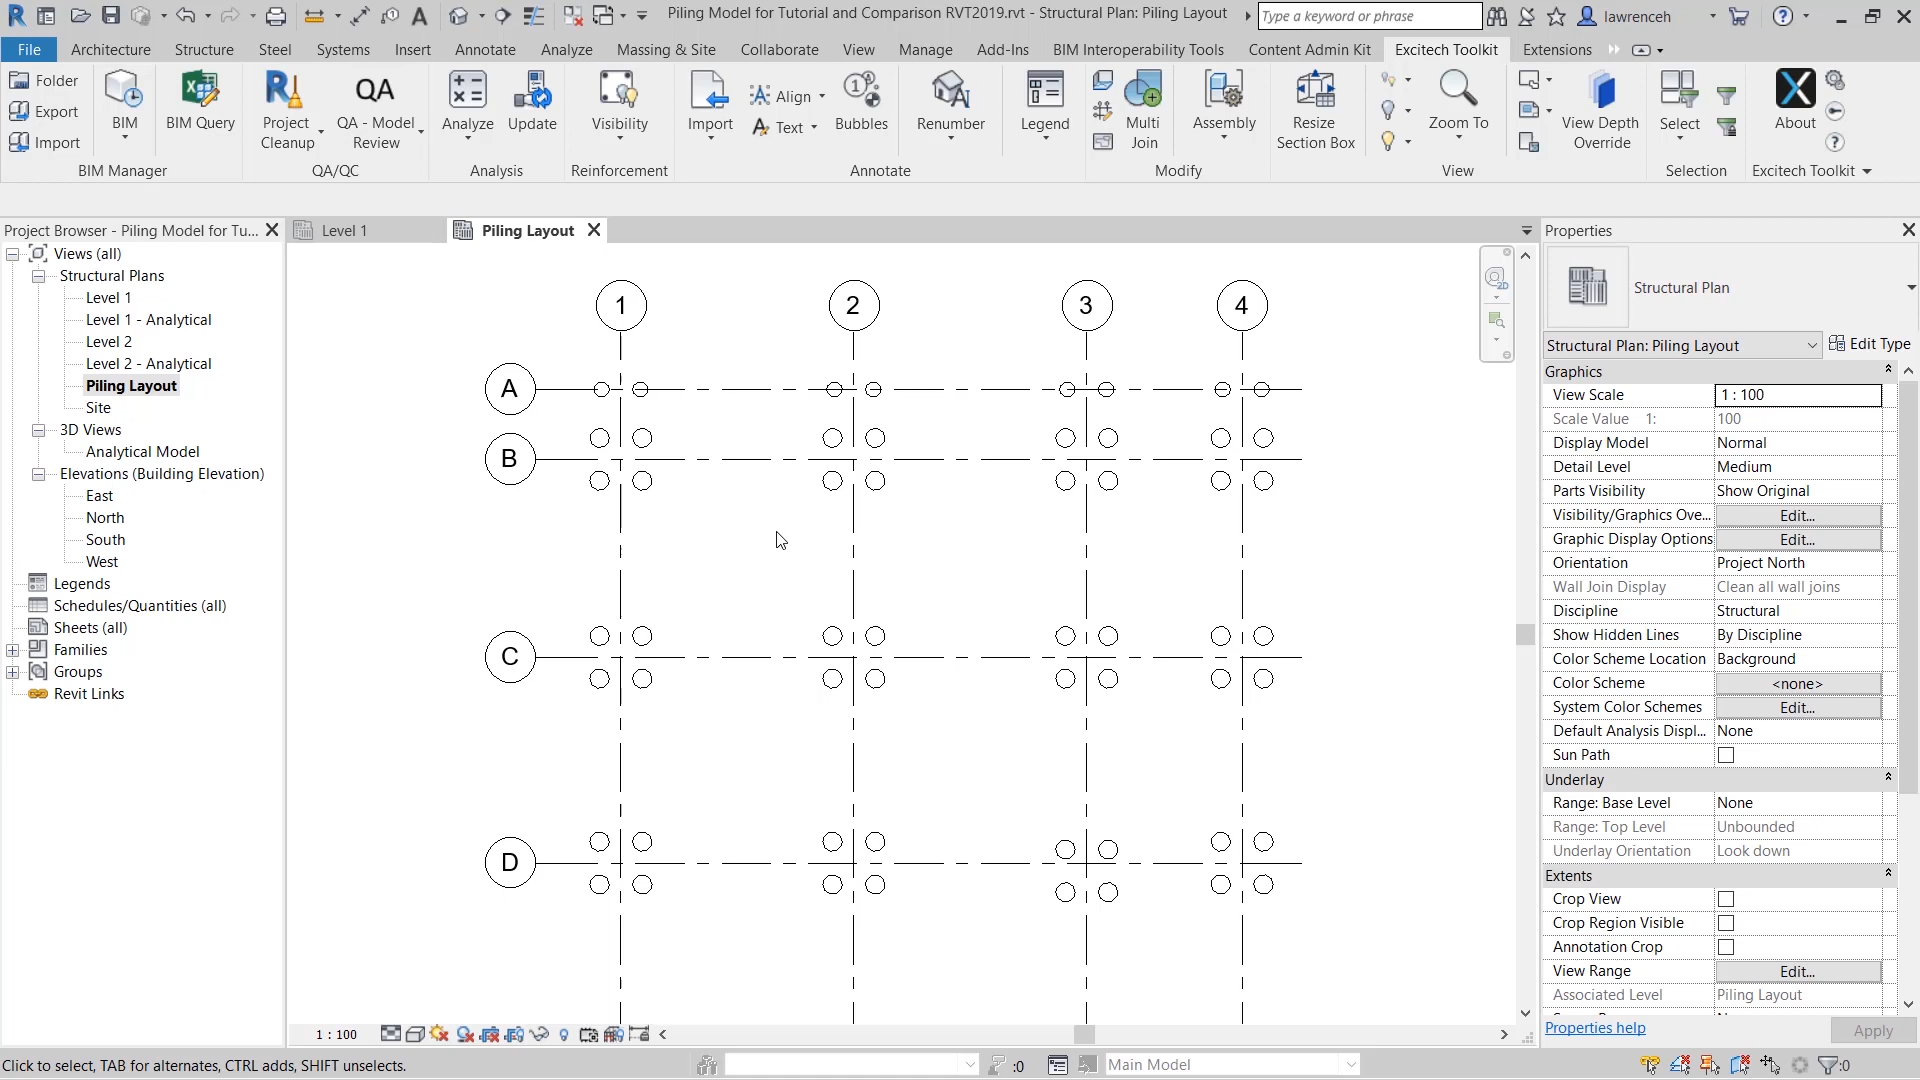 Piling Model for Tutorial and Comparison RVT2019.rvt - Structural Plan: Piling Layout
Type a keyword or phrase
lawrenceh
File Architecture Structure Steel Systems Insert Annotate Analyze Massing & Site Collaborate View Manage Add-Ins BIM Interoperability Tools Content Admin Kit Excitech Toolkit Extensions
Folder
Export
Import
BIM
BIM Query
Project Cleanup
QA
QA - Model Review
Analyze
Update
Visibility
Import
Align
Text
Bubbles
Renumber
Legend
Multi Join
Assembly
Resize Section Box
Zoom To
View Depth Override
Select
About
BIM Manager QA/QC Analysis Reinforcement Annotate Modify View Selection Excitech Toolkit
Project Browser - Piling Model for Tu...
Views (all)
Structural Plans
Level 1
Level 1 - Analytical
Level 2
Level 2 - Analytical
Piling Layout
Site
3D Views
Analytical Model
Elevations (Building Elevation)
East
North
South
West
Legends
Schedules/Quantities (all)
Sheets (all)
Families
Groups
Revit Links
Level 1
Piling Layout
1 2 3 4
A
B
C
D
2D
1 : 100
Properties
Structural Plan
Structural Plan: Piling Layout
Edit Type
Graphics
View Scale 1 : 100
Scale Value 1: 100
Display Model Normal
Detail Level Medium
Parts Visibility Show Original
Visibility/Graphics Ove... Edit...
Graphic Display Options Edit...
Orientation Project North
Wall Join Display Clean all wall joins
Discipline Structural
Show Hidden Lines By Discipline
Color Scheme Location Background
Color Scheme <none>
System Color Schemes Edit...
Default Analysis Displ... None
Sun Path
Underlay
Range: Base Level None
Range: Top Level Unbounded
Underlay Orientation Look down
Extents
Crop View
Crop Region Visible
Annotation Crop
View Range Edit...
Associated Level Piling Layout
Properties help
Apply
Click to select, TAB for alternates, CTRL adds, SHIFT unselects.
:0
Main Model
:0